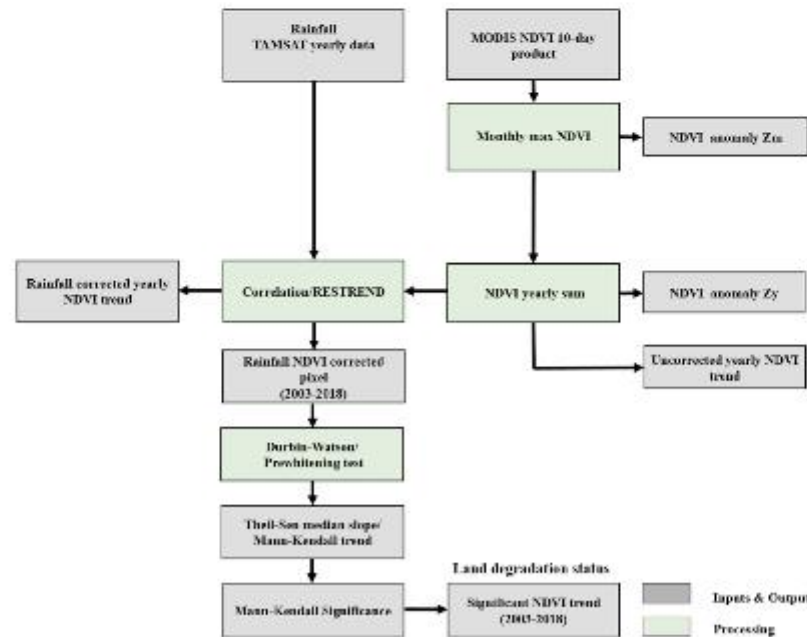 Rainfall
TAMSAT yearly data
MODIS NDVI 10-day
product
Monthly max NDVI
NDVI anomaly Zm
Rainfall corrected yearly
NDVI trend
Correlation/RESTREND
NDVI yearly sum
NDVI anomaly Zy
Rainfall NDVI corrected
pixel
(2003-2018)
Uncorrected yearly NDVI
trend
Durbin-Watson/
Prewhitening test
Theil-Sen median slope/
Mann-Kendall trend
Land degradation status
Mann-Kendall Significance
Significant NDVI trend
(2003-2018)
Inputs & Output
Processing